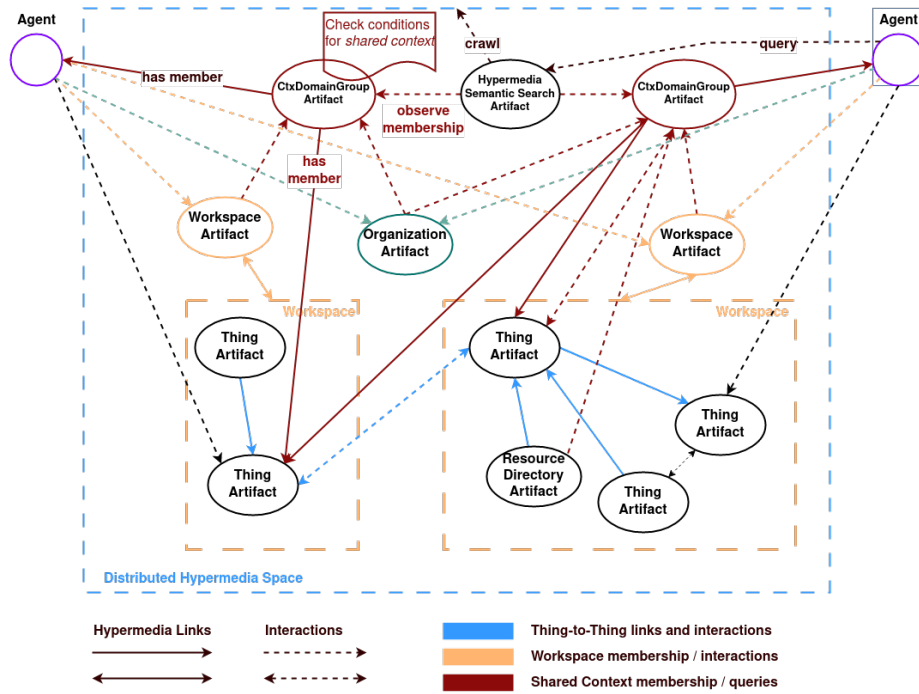 Agent
Agent
Check conditions
for shared context
crawl
query
has member
CtxDomainGroup
Artifact
Hypermedia
Semantic Search
Artifact
CtxDomainGroup
Artifact
observe
membership
has
member
Workspace
Artifact
Organization
Artifact
Workspace
Artifact
Workspace
Workspace
Thing
Artifact
Thing
Artifact
Thing
Artifact
Thing
Artifact
Resource
Directory
Artifact
Thing
Artifact
Distributed Hypermedia Space
Hypermedia Links
Interactions
Thing-to-Thing links and interactions
Workspace membership / interactions
Shared Context membership / queries